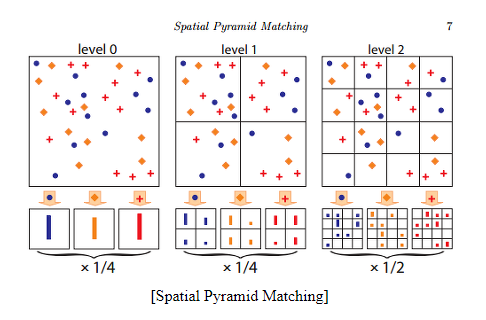 Spatial Pyramid Matching 7
level 0 level 1 level 2
× 1/4 × 1/4 × 1/2
[Spatial Pyramid Matching]